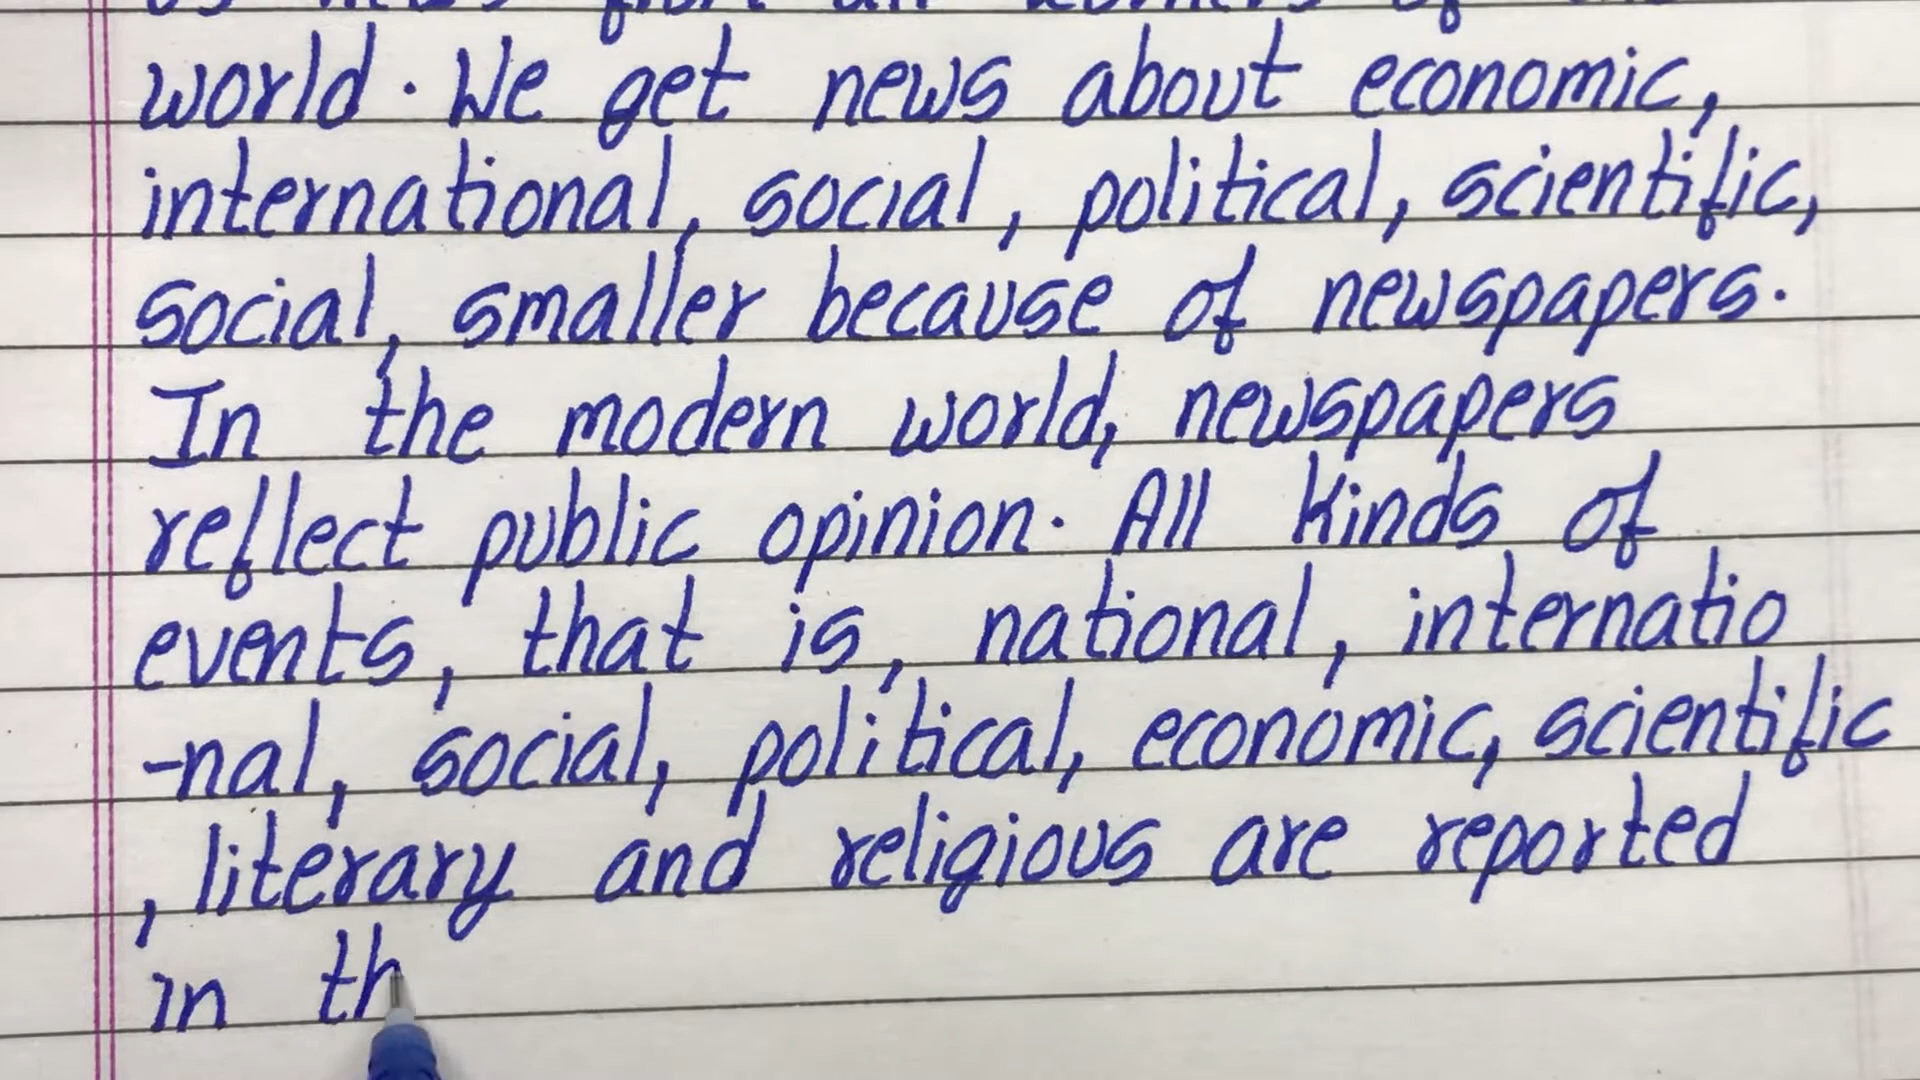 world. We get news about economic,
international, social, political, scientific,
social, smaller because of newspapers.
In the modern world, newspapers
reflect public opinion. All kinds of
events, that is, national, internatio
-nal, social, political, economic, scientific
, literary and religious are reported
in th